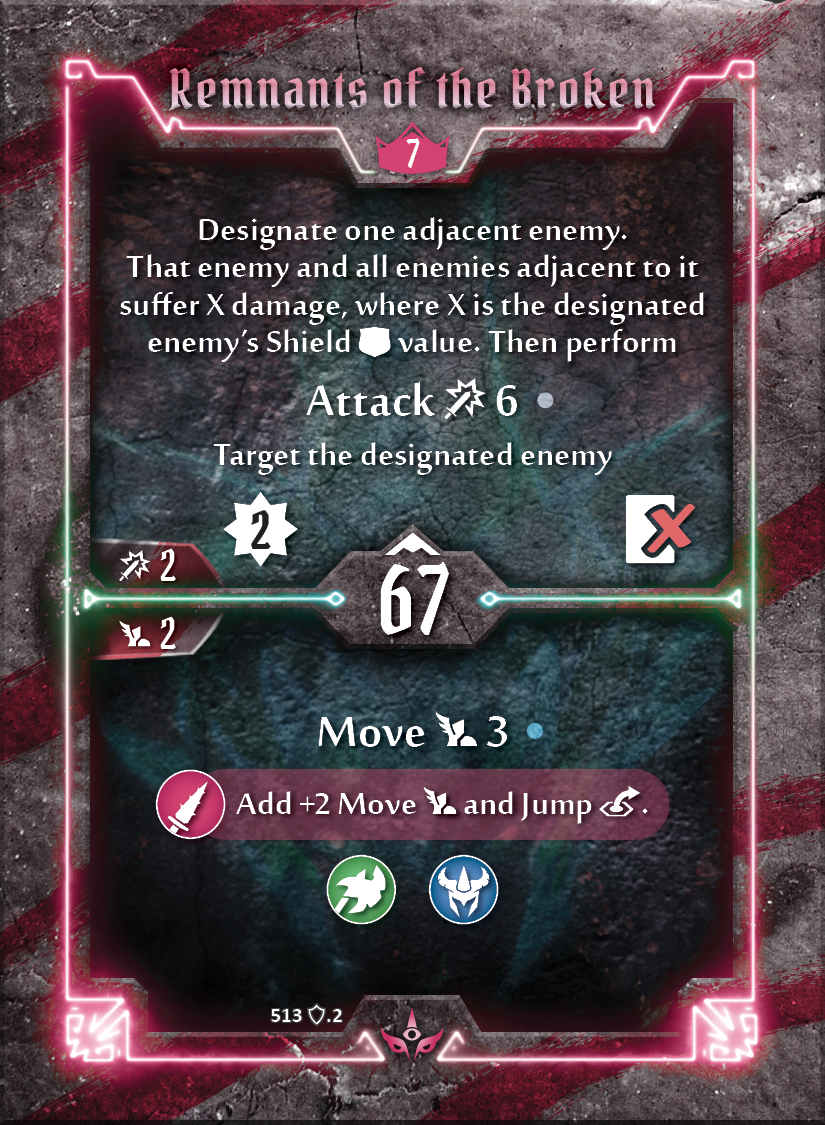 Remnants of the Broken
7
Designate one adjacent enemy.
That enemy and all enemies adjacent to it
suffer X damage, where X is the designated
enemy's Shield value. Then perform
Attack 6
Target the designated enemy
2
2
67
2
Move 3
Add +2 Move and Jump .
513 .2